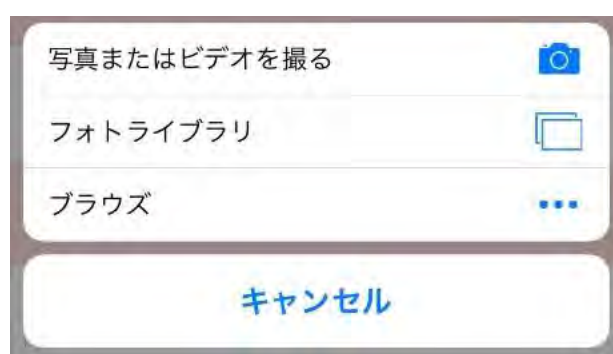 写真またはビデオを撮る
フォトライブラリ
ブラウズ
キャンセル